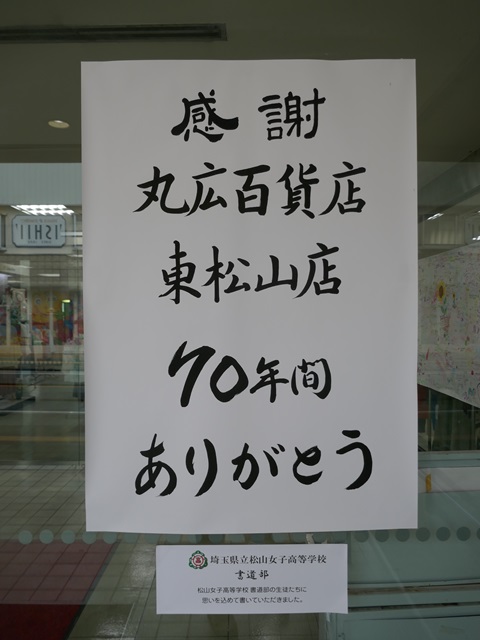 感謝
丸広百貨店
東松山店
70年間
ありがとう
埼玉県立松山女子高等学校
書道部
松山女子高等学校 書道部の生徒たちに
思いを込めて書いていただきました。
ISHII